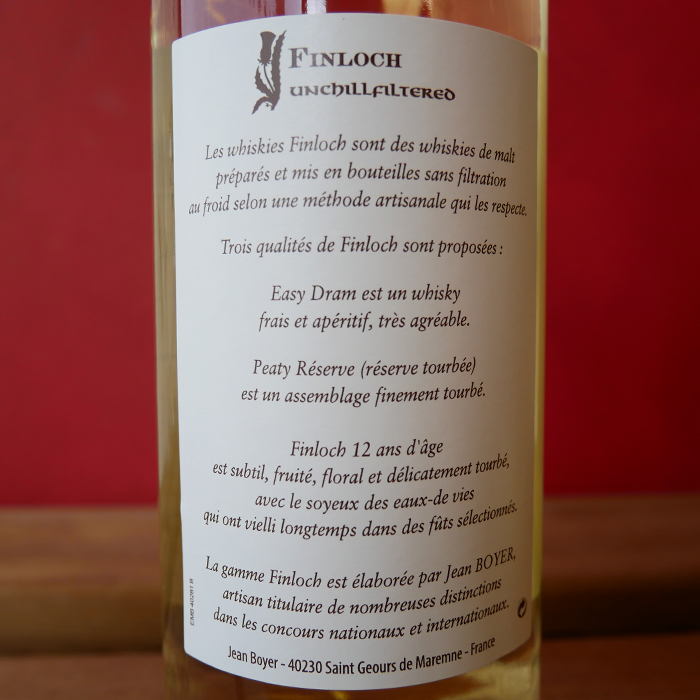 FINLOCH
UNCHILLFILTERED
Les whiskies Finloch sont des whiskies de malt
préparés et mis en bouteilles sans filtration
au froid selon une méthode artisanale qui les respecte.
Trois qualités de Finloch sont proposées :
Easy Dram est un whisky
frais et apéritif, très agréable.
Peaty Réserve (réserve tourbée)
est un assemblage finement tourbé.
Finloch 12 ans d'âge
est subtil, fruité, floral et délicatement tourbé,
avec le soyeux des eaux-de vies
qui ont vielli longtemps dans des fûts sélectionnés.
La gamme Finloch est élaborée par Jean BOYER,
artisan titulaire de nombreuses distinctions
dans les concours nationaux et internationaux.
EMB 40261 B
Jean Boyer - 40230 Saint Geours de Maremne - France